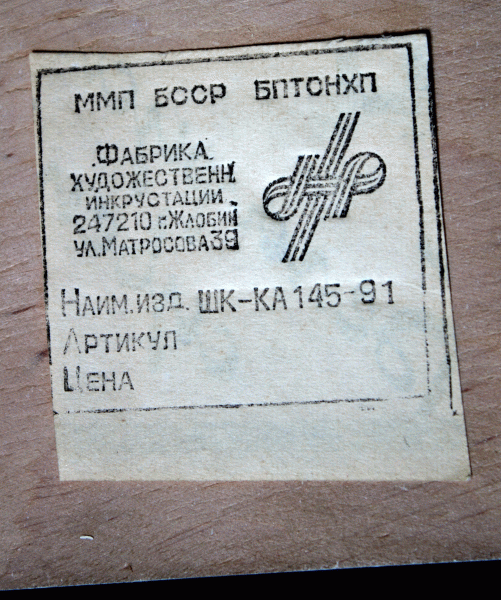 ММП БССР БПТОНХП
„ФАБРИКА
ХУДОЖЕСТВЕНН.
ИНКРУСТАЦИИ"
247210 г.ЖЛОБИН
УЛ.МАТРОСОВА 39
НАИМ.ИЗД. ШК-КА 145-91
АРТИКУЛ
ЦЕНА